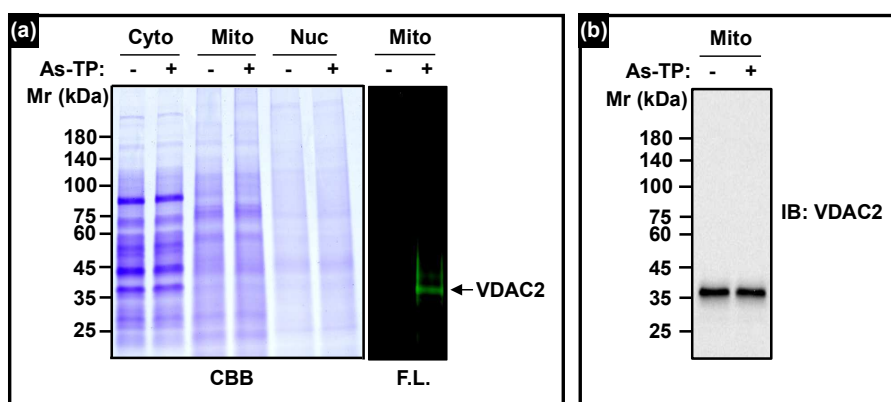 (a)
Cyto Mito Nuc Mito
As-TP: - + - + - + - +
Mr (kDa)
180
140
100
75
60
45
35
25
VDAC2
CBB F.L.
(b)
Mito
As-TP: - +
Mr (kDa)
180
140
100
75
60
45
35
25
IB: VDAC2